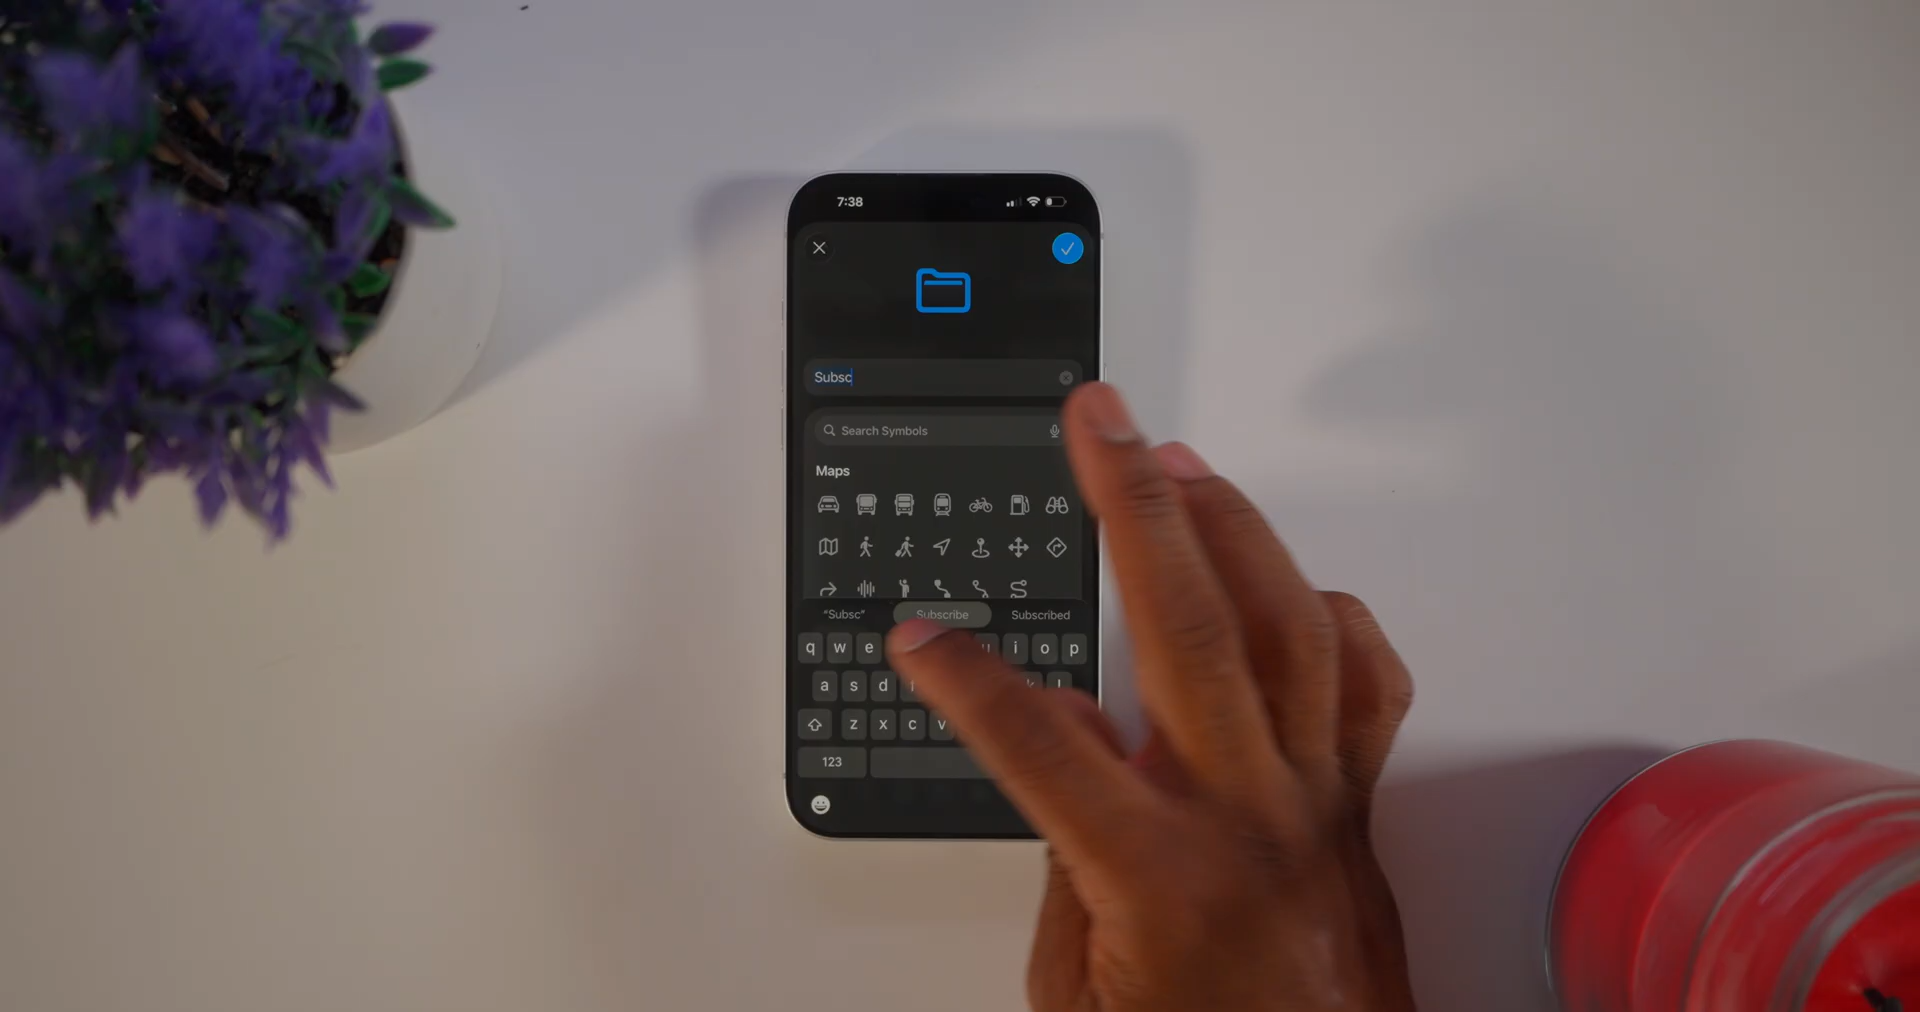 7:38
Subsc
Search Symbols
Maps
"Subsc" Subscribe Subscribed
q w e u i o p
a s d f k l
z x c v
123